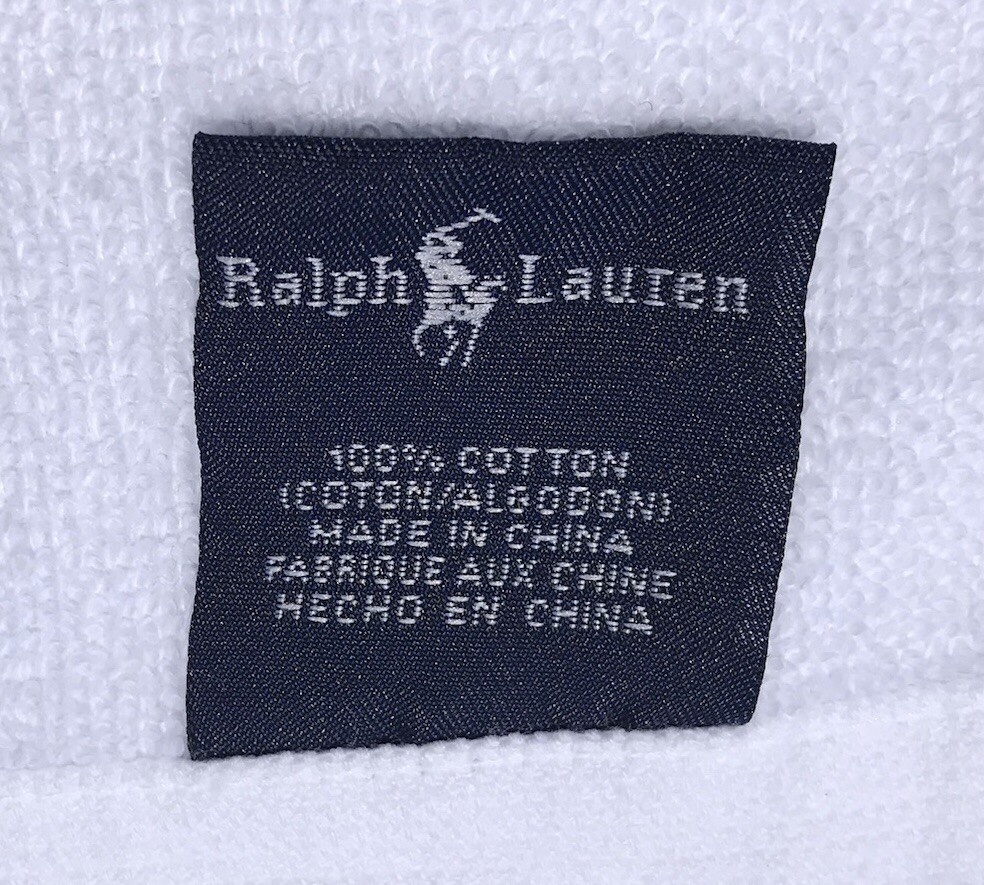 Ralph Lauren
100% COTTON
(COTON/ALGODON)
MADE IN CHINA
FABRIQUE AUX CHINE
HECHO EN CHINA